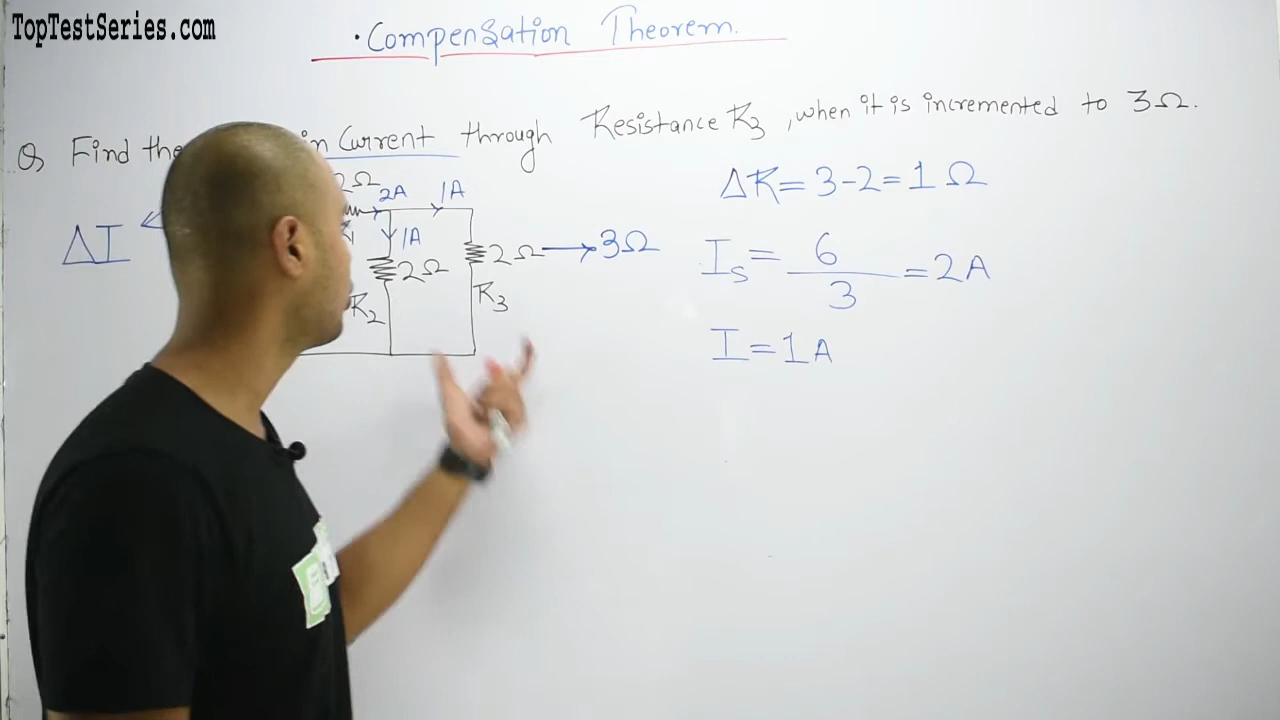 TopTestSeries.com
• Compensation Theorem.
Q Find the in Current through Resistance R3, when it is incremented to 3Ω.
2Ω 2A 1A
ΔR = 3-2 = 1 Ω
ΔI 1A 2Ω 2Ω → 3Ω
Is = 6/3 = 2A
R2 R3
I = 1A